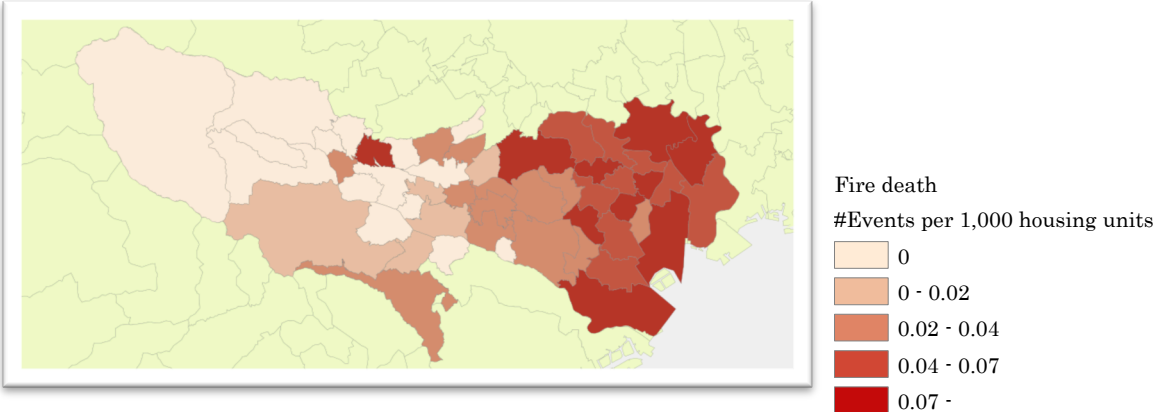 Fire death
#Events per 1,000 housing units
0
0 - 0.02
0.02 - 0.04
0.04 - 0.07
0.07 -